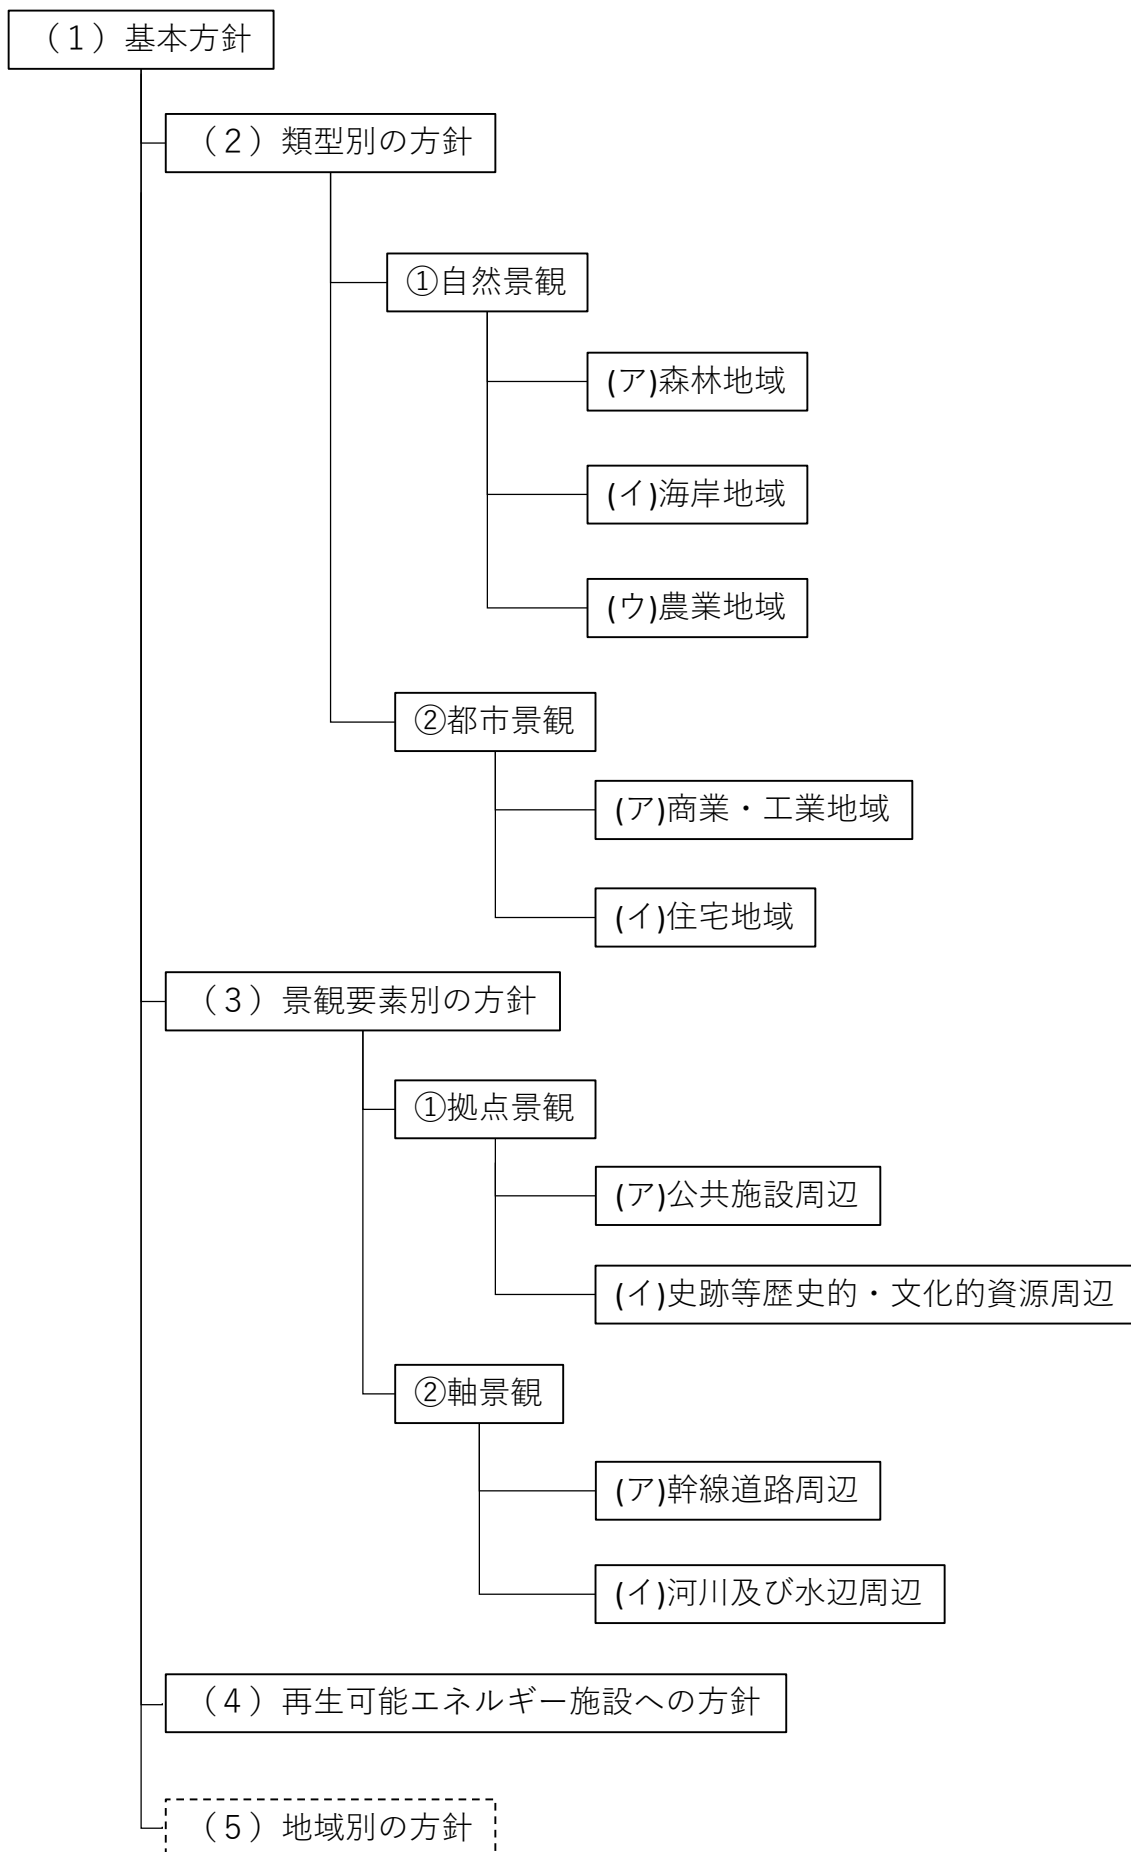 （1）基本方針
（2）類型別の方針
①自然景観
(ア)森林地域
(イ)海岸地域
(ウ)農業地域
②都市景観
(ア)商業・工業地域
(イ)住宅地域
（3）景観要素別の方針
①拠点景観
(ア)公共施設周辺
(イ)史跡等歴史的・文化的資源周辺
②軸景観
(ア)幹線道路周辺
(イ)河川及び水辺周辺
（4）再生可能エネルギー施設への方針
（5）地域別の方針